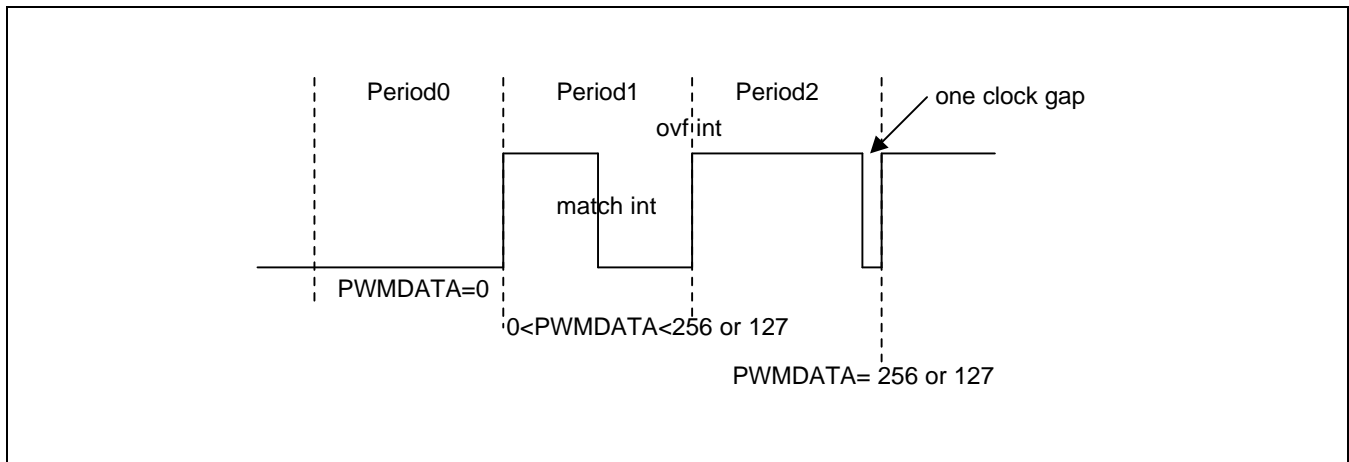 Period0
Period1
Period2
one clock gap
ovf int
match int
PWMDATA=0
0<PWMDATA<256 or 127
PWMDATA= 256 or 127